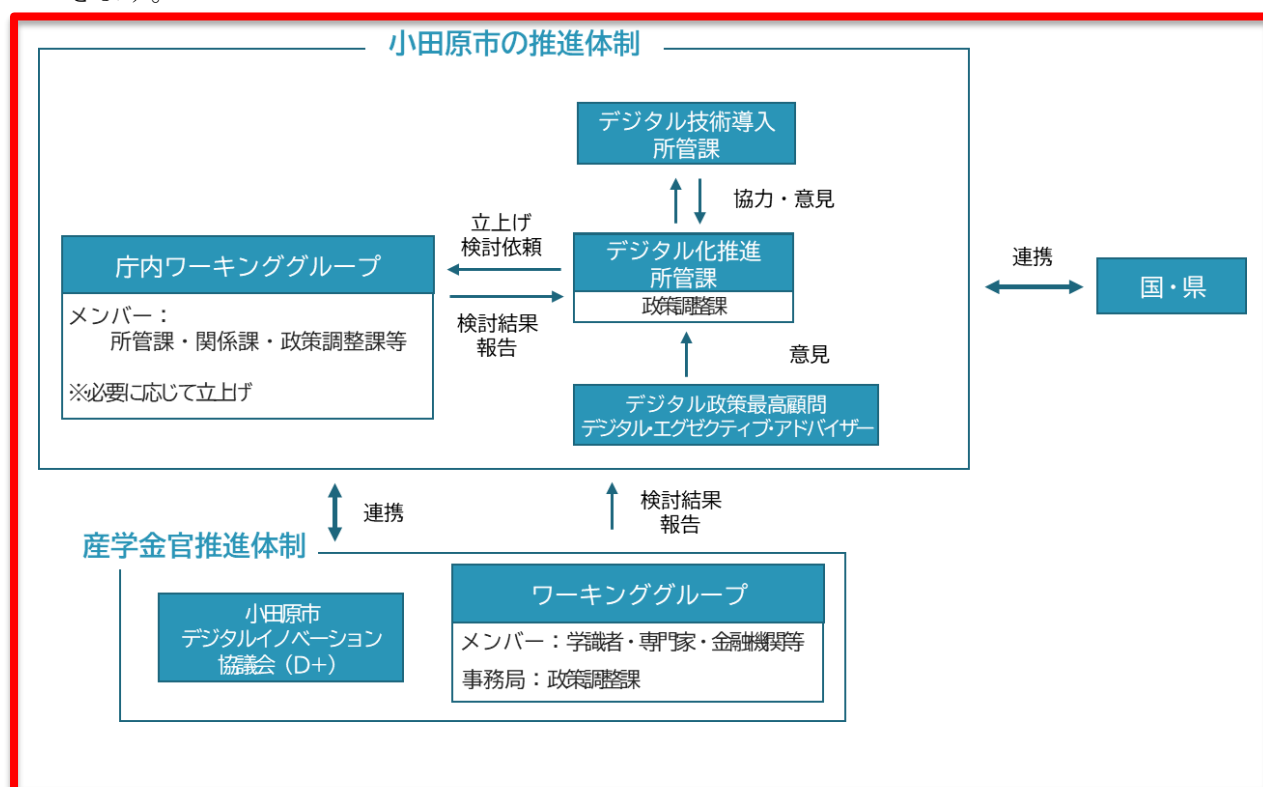 きます。
小田原市の推進体制
デジタル技術導入
所管課
協力・意見
立上げ
検討依頼
デジタル化推進
所管課
政策調整課
庁内ワーキンググループ
メンバー：
所管課・関係課・政策調整課等
※必要に応じて立上げ
検討結果
報告
連携
国・県
意見
デジタル政策最高顧問
デジタル・エグゼクティブ・アドバイザー
連携
検討結果
報告
産学金官推進体制
小田原市
デジタルイノベーション
協議会（D+）
ワーキンググループ
メンバー：学識者・専門家・金融機関等
事務局：政策調整課